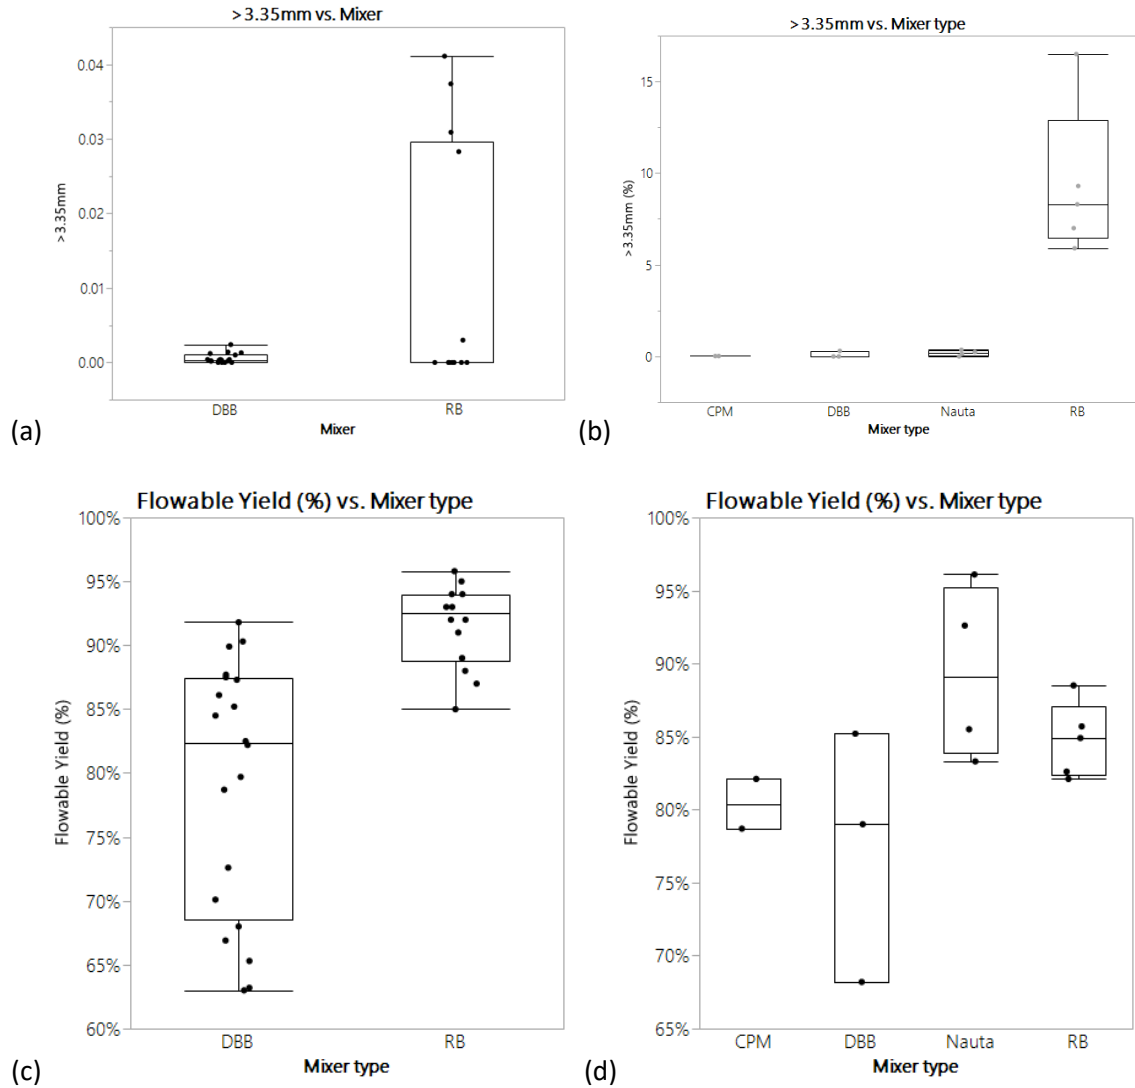 >3.35mm vs. Mixer
0.04
0.03
0.02
0.01
0.00
>3.35mm
DBB RB
Mixer
(a)
>3.35mm vs. Mixer type
15
10
5
0
>3.35mm (%)
CPM DBB Nauta RB
Mixer type
(b)
Flowable Yield (%) vs. Mixer type
100%
95%
90%
85%
80%
75%
70%
65%
60%
Flowable Yield (%)
DBB RB
Mixer type
(c)
Flowable Yield (%) vs. Mixer type
100%
95%
90%
85%
80%
75%
70%
65%
Flowable Yield (%)
CPM DBB Nauta RB
Mixer type
(d)